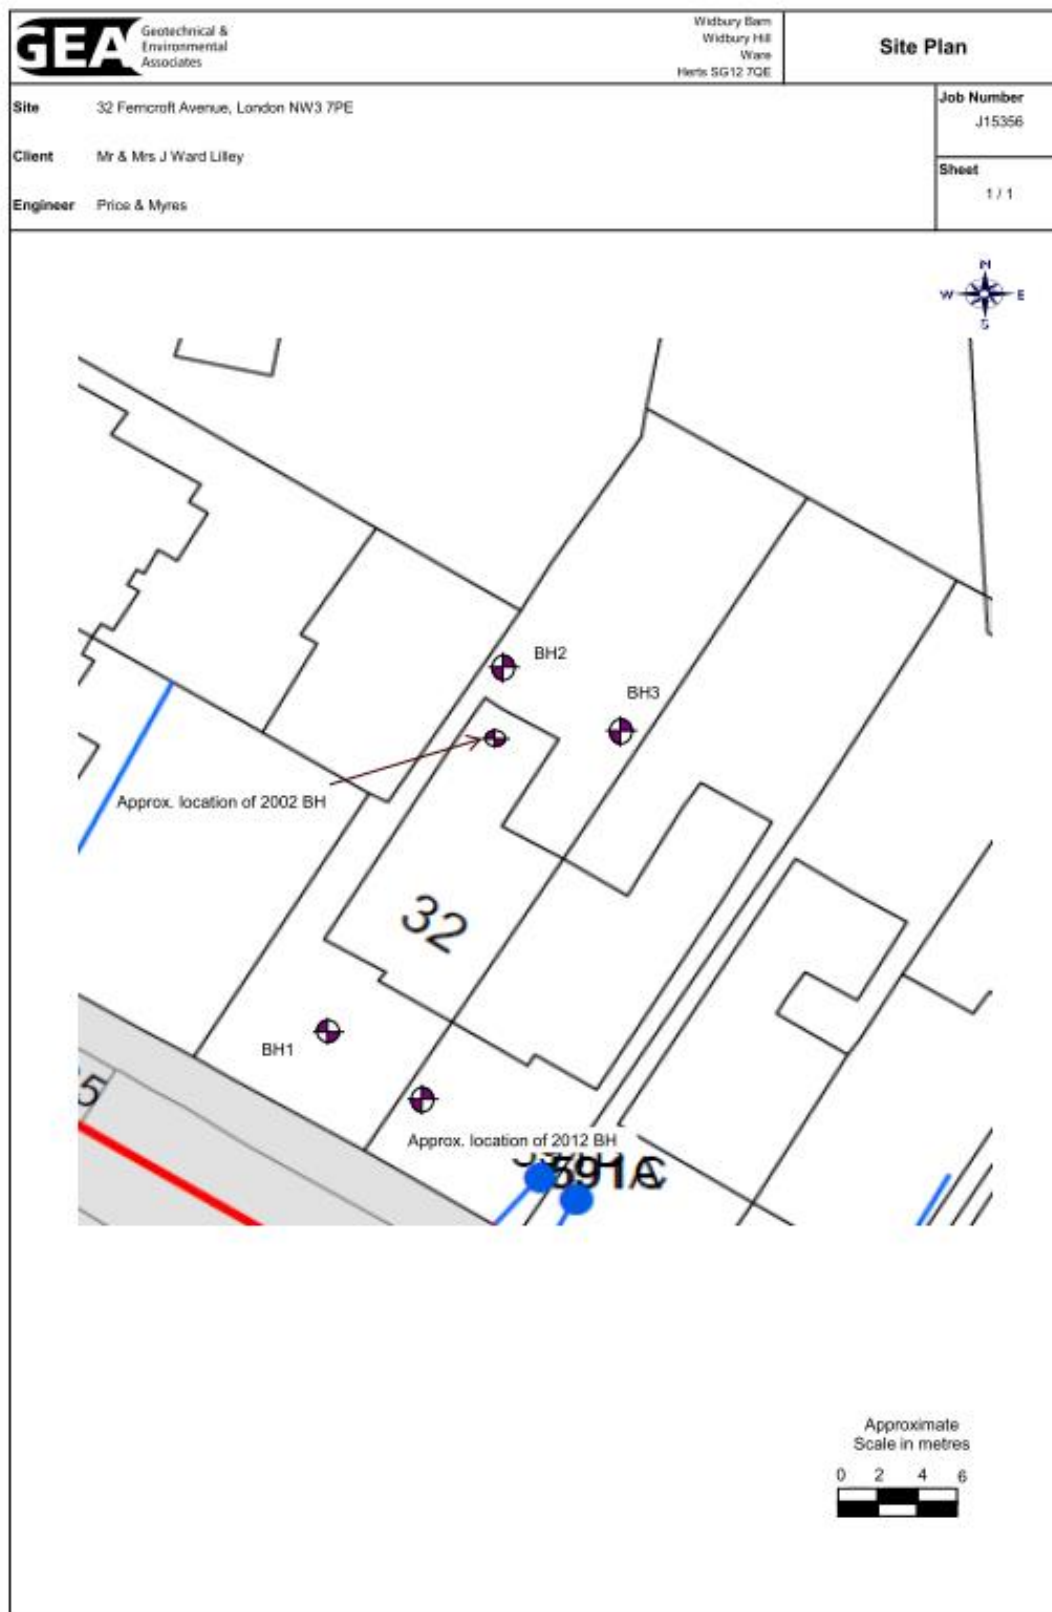 GEA
Geotechnical &
Environmental
Associates
Widbury Barn
Widbury Hill
Ware
Herts SG12 7QE
Site Plan
Site 32 Ferncroft Avenue, London NW3 7PE
Job Number
J15356
Client Mr & Mrs J Ward Lilley
Sheet
1 / 1
Engineer Price & Myres
N
W E
S
BH2
BH3
Approx. location of 2002 BH
32
BH1
Approx. location of 2012 BH
591A
Approximate
Scale in metres
0 2 4 6